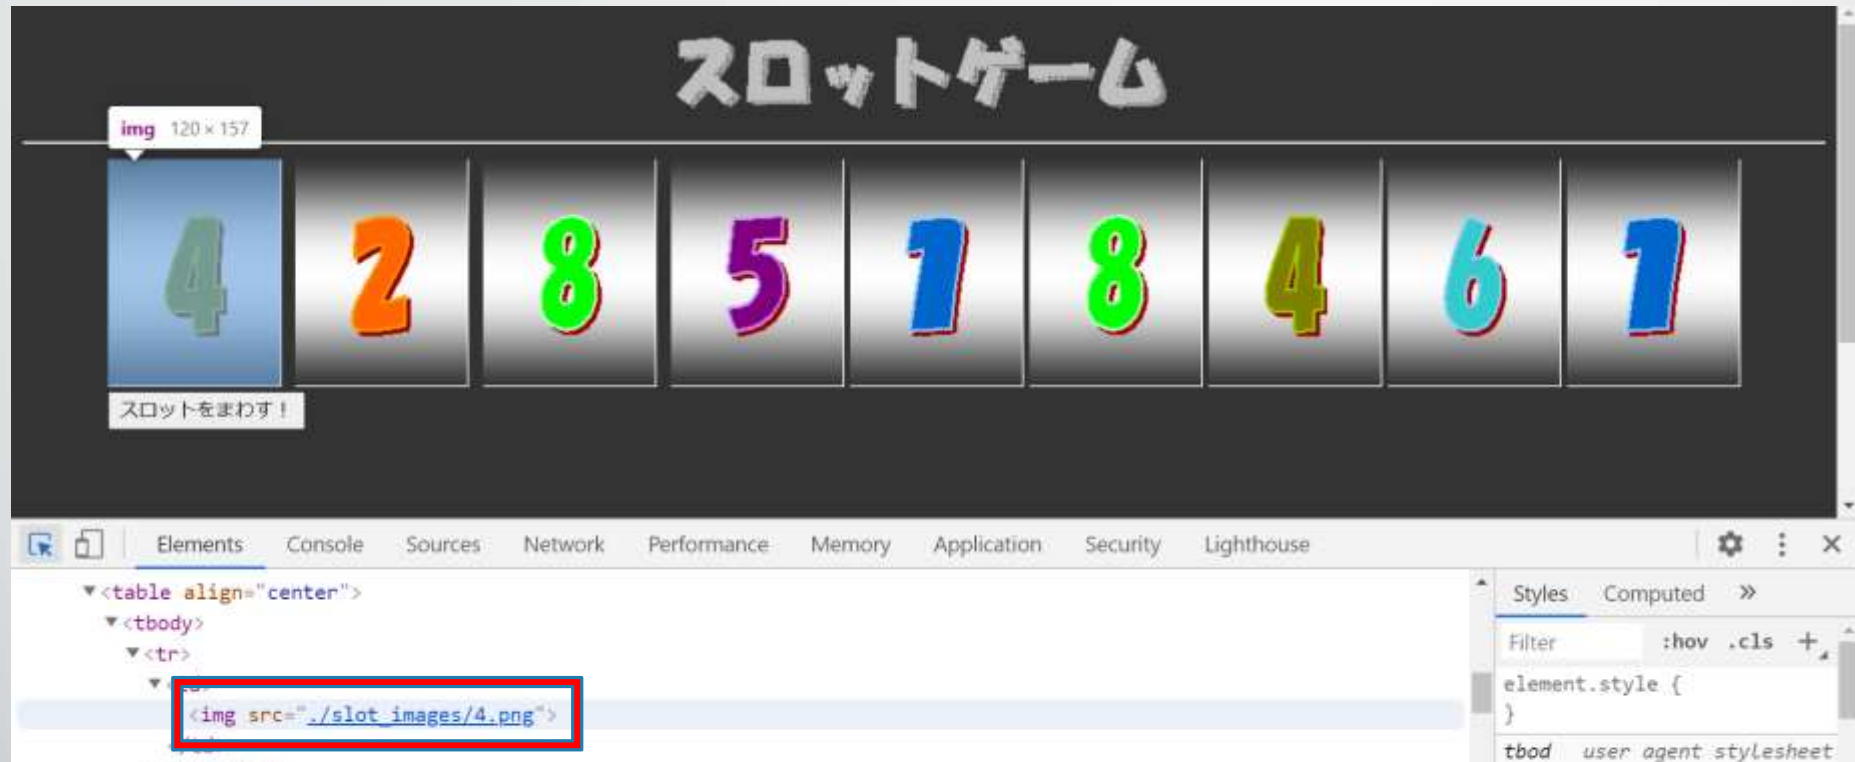 スロットゲーム
img 120 × 157
4 2 8 5 1 8 4 6 1
スロットをまわす！
Elements Console Sources Network Performance Memory Application Security Lighthouse
▼<table align="center">
▼<tbody>
▼<tr>
<img src="./slot_images/4.png">
Styles Computed »
Filter :hov .cls +
element.style {
}
tbod user agent stylesheet